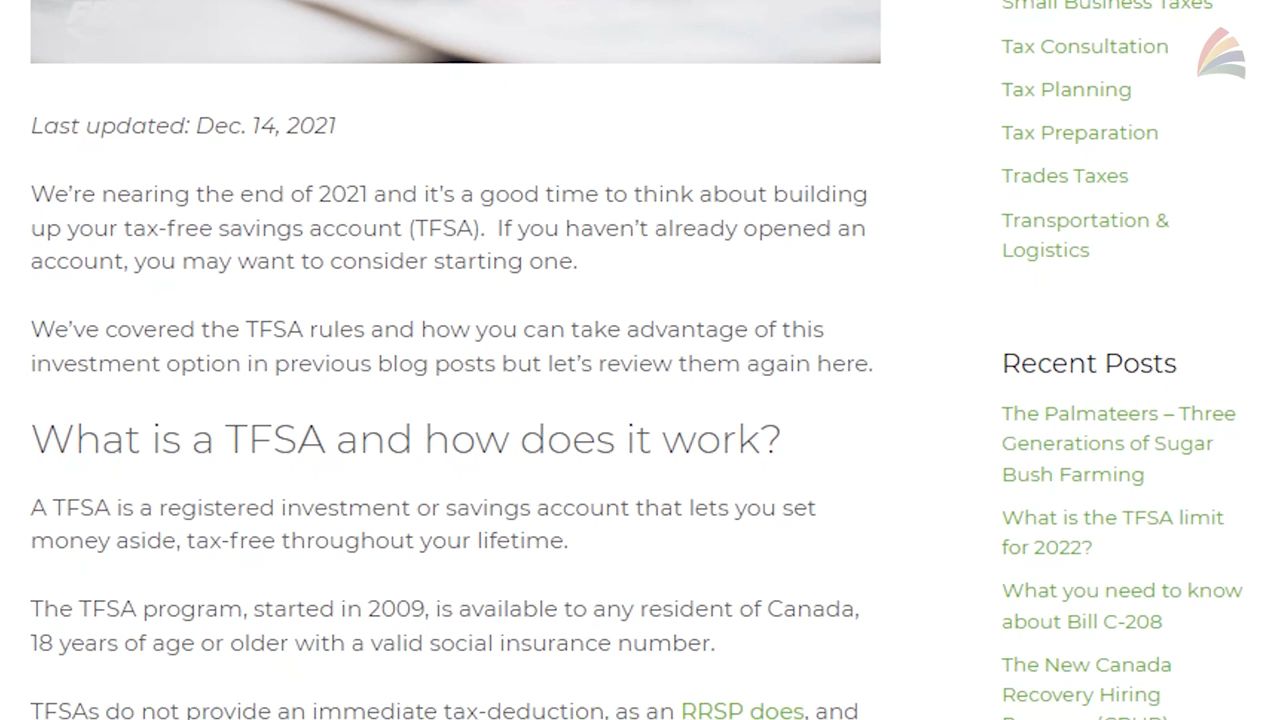 Small Business Taxes
Tax Consultation
Tax Planning
Tax Preparation
Trades Taxes
Transportation &
Logistics
Last updated: Dec. 14, 2021
We're nearing the end of 2021 and it's a good time to think about building
up your tax-free savings account (TFSA).  If you haven't already opened an
account, you may want to consider starting one.
We've covered the TFSA rules and how you can take advantage of this
investment option in previous blog posts but let's review them again here.
What is a TFSA and how does it work?
A TFSA is a registered investment or savings account that lets you set
money aside, tax-free throughout your lifetime.
The TFSA program, started in 2009, is available to any resident of Canada,
18 years of age or older with a valid social insurance number.
TFSAs do not provide an immediate tax-deduction, as an RRSP does, and
Recent Posts
The Palmateers – Three
Generations of Sugar
Bush Farming
What is the TFSA limit
for 2022?
What you need to know
about Bill C-208
The New Canada
Recovery Hiring